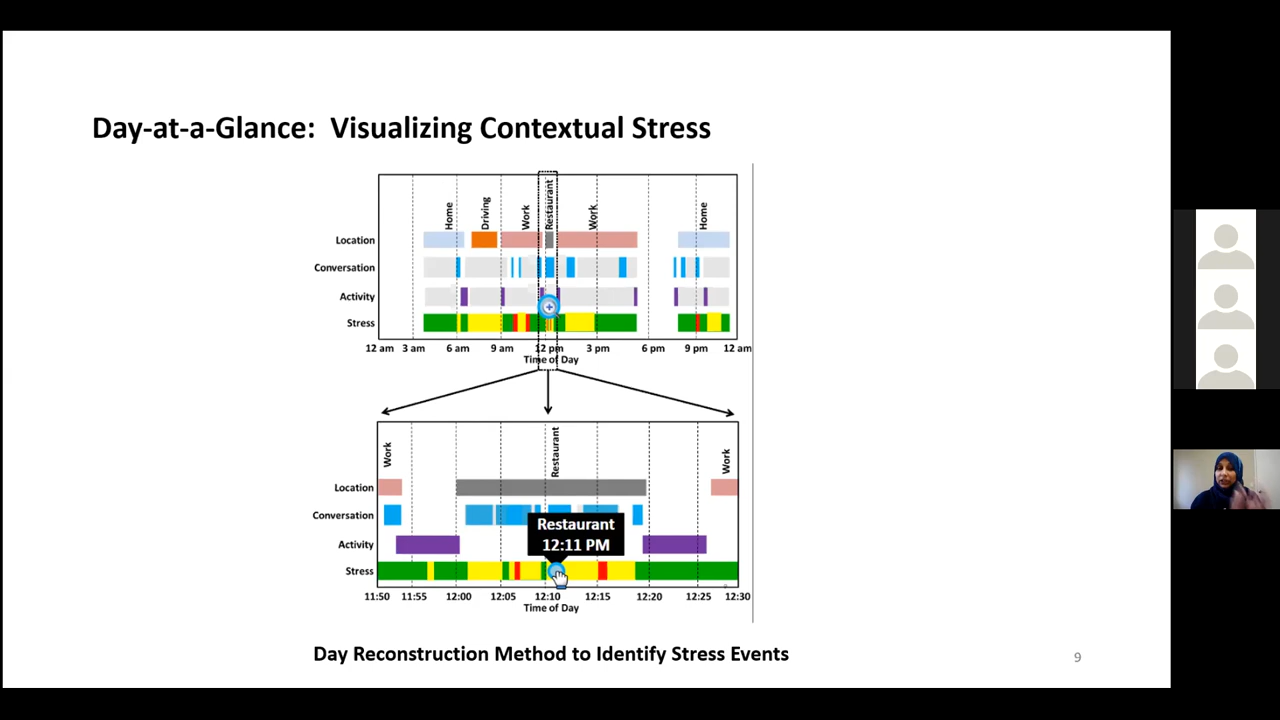 Day-at-a-Glance: Visualizing Contextual Stress
Home
Driving
Work
Restaurant
Work
Home
Location
Conversation
Activity
Stress
12 am 3 am 6 am 9 am 12 pm 3 pm 6 pm 9 pm 12 am
Time of Day
Work
Restaurant
Work
Location
Conversation
Restaurant
12:11 PM
Activity
Stress
11:50 11:55 12:00 12:05 12:10 12:15 12:20 12:25 12:30
Time of Day
Day Reconstruction Method to Identify Stress Events
9